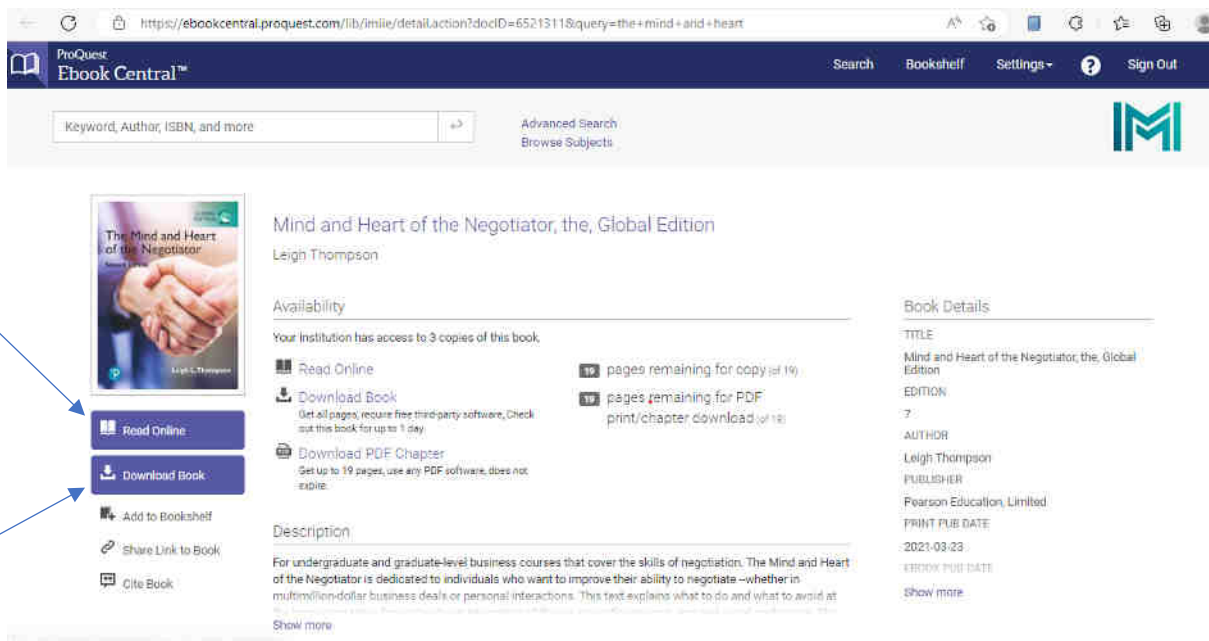 https://ebookcentral.proquest.com/lib/imiie/detail.action?docID=6521311&query=the+mind+and+heart
ProQuest
Ebook Central™
Search
Bookshelf
Settings
Sign Out
Keyword, Author, ISBN, and more
Advanced Search
Browse Subjects
IMI
The Mind and Heart
of the Negotiator
Leigh L. Thompson
Read Online
Download Book
Add to Bookshelf
Share Link to Book
Cite Book
Mind and Heart of the Negotiator, the, Global Edition
Leigh Thompson
Availability
Your institution has access to 3 copies of this book.
Read Online
Download Book
Get all pages, require free third-party software, Check
out this book for up to 1 day.
Download PDF Chapter
Get up to 19 pages, use any PDF software, does not
expire.
19 pages remaining for copy (of 19)
19 pages remaining for PDF
print/chapter download (of 19)
Description
For undergraduate and graduate-level business courses that cover the skills of negotiation. The Mind and Heart
of the Negotiator is dedicated to individuals who want to improve their ability to negotiate –whether in
multimillion-dollar business deals or personal interactions. This text explains what to do and what to avoid at
Show more
Book Details
TITLE
Mind and Heart of the Negotiator, the, Global
Edition
EDITION
7
AUTHOR
Leigh Thompson
PUBLISHER
Pearson Education, Limited
PRINT PUB DATE
2021-03-23
EBOOK PUB DATE
Show more